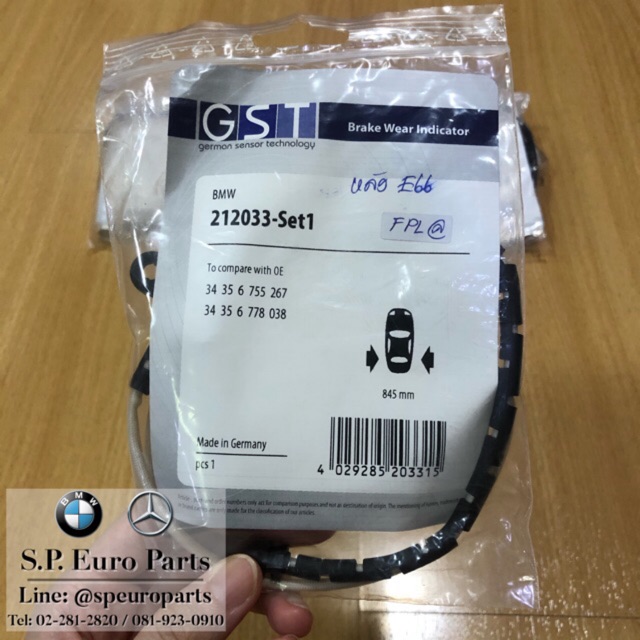 GST
german sensor technology
Brake Wear Indicator
BMW
212033-Set1
หลัง E66
FPL@
To compare with OE
34 35 6 755 267
34 35 6 778 038
845 mm
Made in Germany
pcs 1
4 029285 203315
BMW
S.P. Euro Parts
Line: @speuroparts
Tel: 02-281-2820 / 081-923-0910